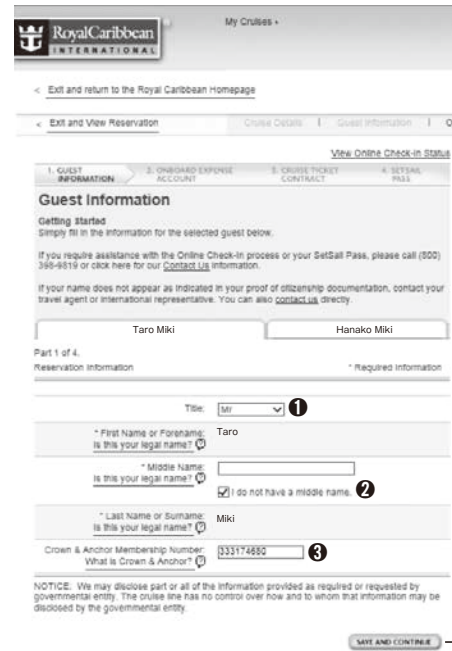 My Cruises
RoyalCaribbean
INTERNATIONAL
< Exit and return to the Royal Caribbean Homepage
< Exit and View Reservation Cruise Details | Guest Information | O
View Online Check-in Status
1. GUEST INFORMATION
2. ONBOARD EXPENSE ACCOUNT
3. CRUISE TICKET CONTRACT
4. SETSAIL PASS
Guest Information
Getting Started
Simply fill in the information for the selected guest below.
If you require assistance with the Online Check-in process or your SetSail Pass, please call (800)
398-9819 or click here for our Contact Us information.
If your name does not appear as indicated in your proof of citizenship documentation, contact your
travel agent or international representative. You can also contact us directly.
Taro Miki Hanako Miki
Part 1 of 4.
Reservation Information * Required Information
Title: Mr ❶
* First Name or Forename: Taro
Is this your legal name? ?
* Middle Name:
Is this your legal name? ?
I do not have a middle name. ❷
* Last Name or Surname: Miki
Is this your legal name? ?
Crown & Anchor Membership Number: 333174680 ❸
What is Crown & Anchor? ?
NOTICE: We may disclose part or all of the information provided as required or requested by
governmental entity. The cruise line has no control over how and to whom that information may be
disclosed by the governmental entity.
SAVE AND CONTINUE